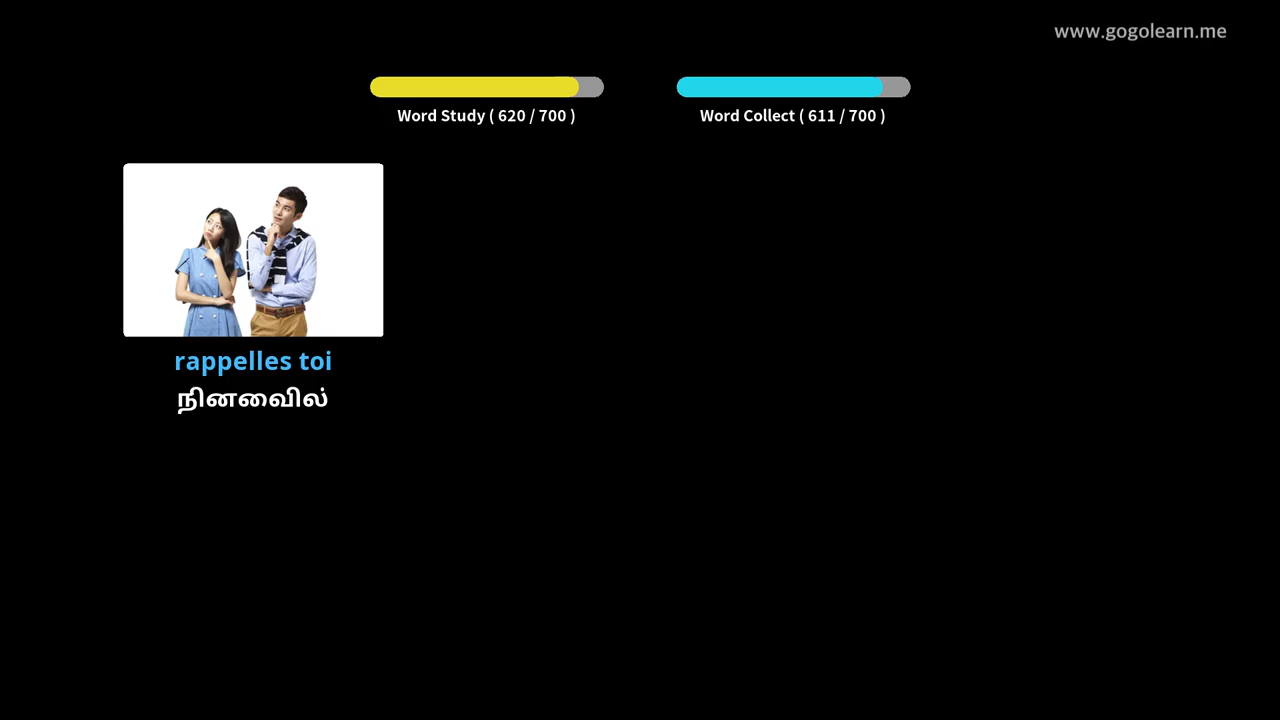 www.gogolearn.me
Word Study ( 620 / 700 )
Word Collect ( 611 / 700 )
rappelles toi
நினைவில்